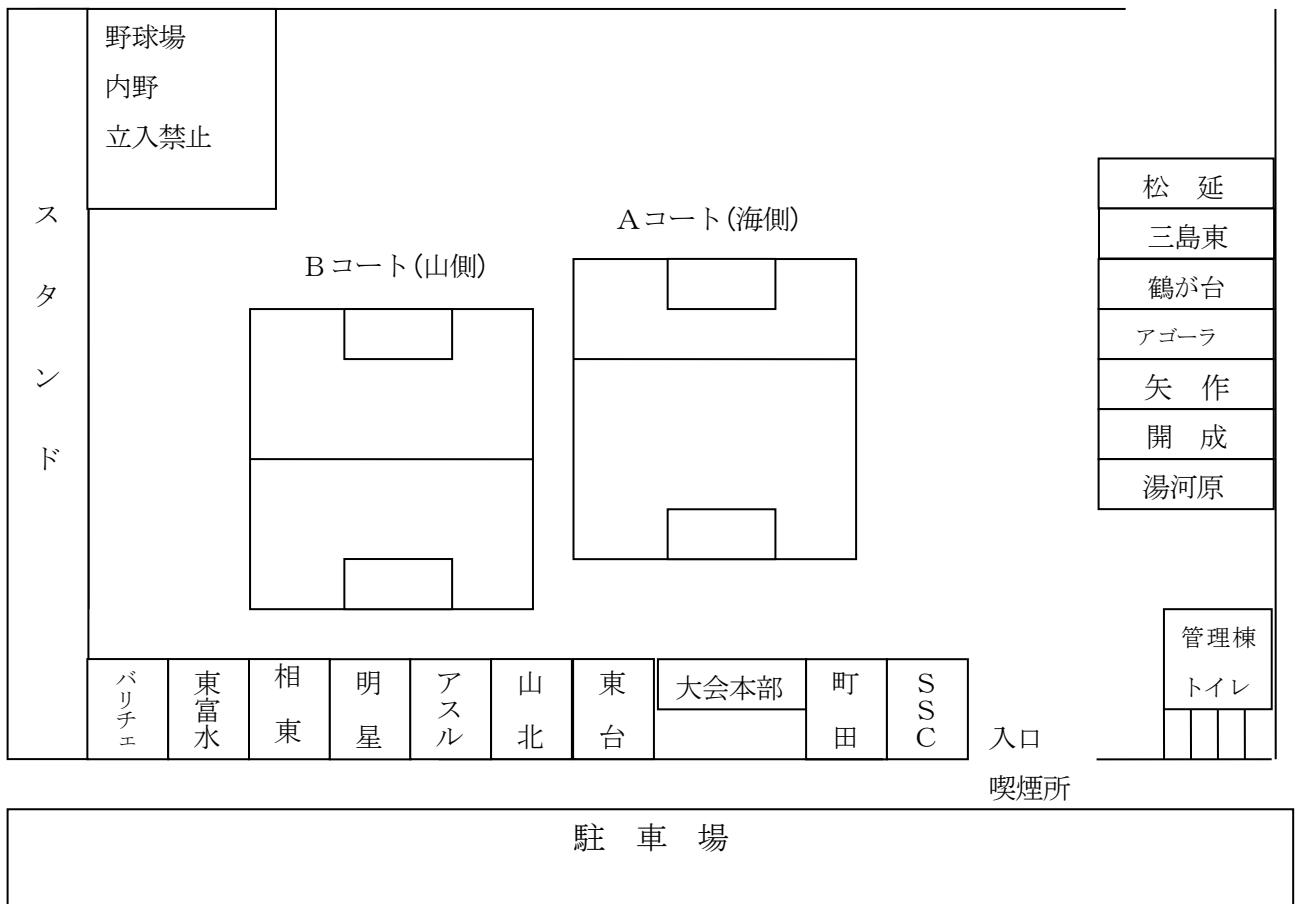 野球場
内野
立入禁止
スタンド
Aコート(海側)
Bコート(山側)
松 延
三島東
鶴が台
アゴーラ
矢 作
開 成
湯河原
管理棟
トイレ
バリチェ
東富水
相東
明星
アスル
山北
東台
大会本部
町田
SSC
入口
喫煙所
駐 車 場